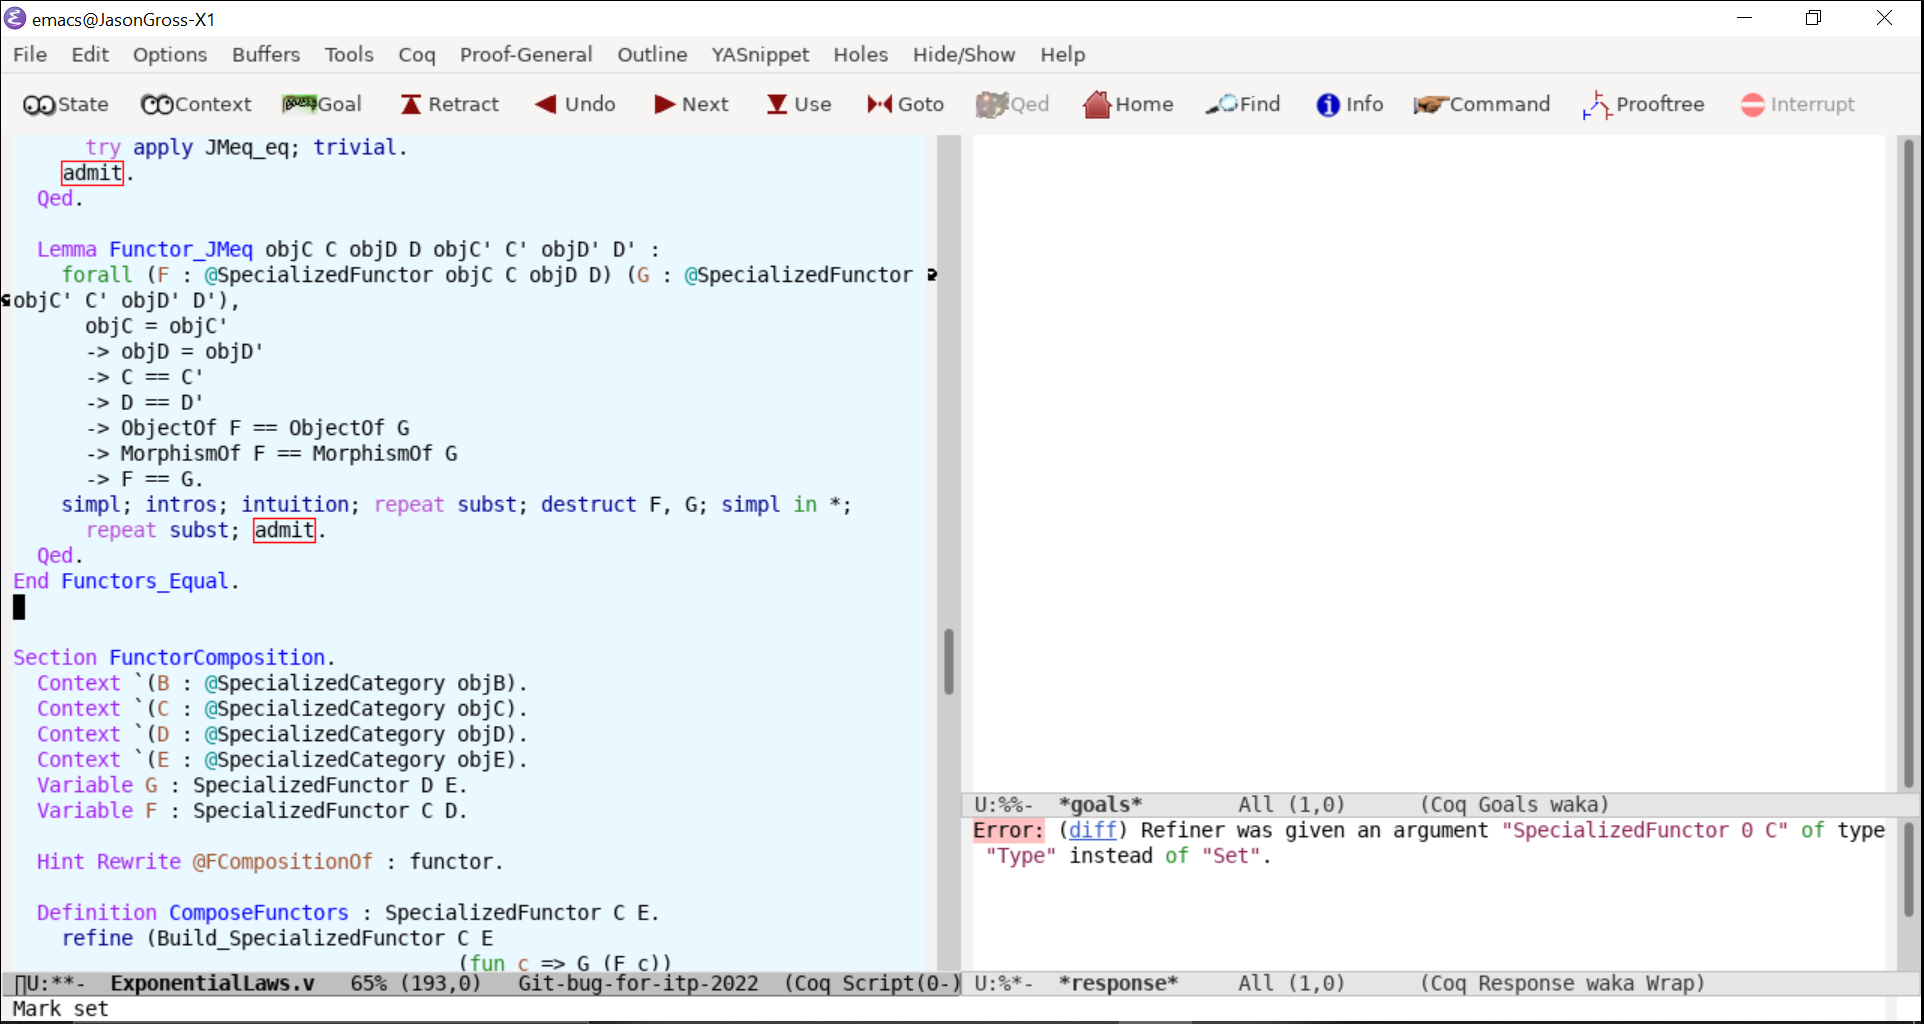 emacs@JasonGross-X1
File Edit Options Buffers Tools Coq Proof-General Outline YASnippet Holes Hide/Show Help
State Context Goal Retract Undo Next Use Goto Qed Home Find Info Command Prooftree Interrupt
try apply JMeq_eq; trivial.
admit.
Qed.
Lemma Functor_JMeq objC C objD D objC' C' objD' D' :
forall (F : @SpecializedFunctor objC C objD D) (G : @SpecializedFunctor
objC' C' objD' D'),
objC = objC'
-> objD = objD'
-> C == C'
-> D == D'
-> ObjectOf F == ObjectOf G
-> MorphismOf F == MorphismOf G
-> F == G.
simpl; intros; intuition; repeat subst; destruct F, G; simpl in *;
repeat subst; admit.
Qed.
End Functors_Equal.
Section FunctorComposition.
Context `(B : @SpecializedCategory objB).
Context `(C : @SpecializedCategory objC).
Context `(D : @SpecializedCategory objD).
Context `(E : @SpecializedCategory objE).
Variable G : SpecializedFunctor D E.
Variable F : SpecializedFunctor C D.
Hint Rewrite @FCompositionOf : functor.
Definition ComposeFunctors : SpecializedFunctor C E.
refine (Build_SpecializedFunctor C E
(fun c => G (F c))
U:**-  ExponentialLaws.v   65% (193,0)   Git-bug-for-itp-2022  (Coq Script(0-)
Mark set
U:%%-  *goals*        All (1,0)      (Coq Goals waka)
Error: (diff) Refiner was given an argument "SpecializedFunctor 0 C" of type
"Type" instead of "Set".
U:%*-  *response*     All (1,0)      (Coq Response waka Wrap)